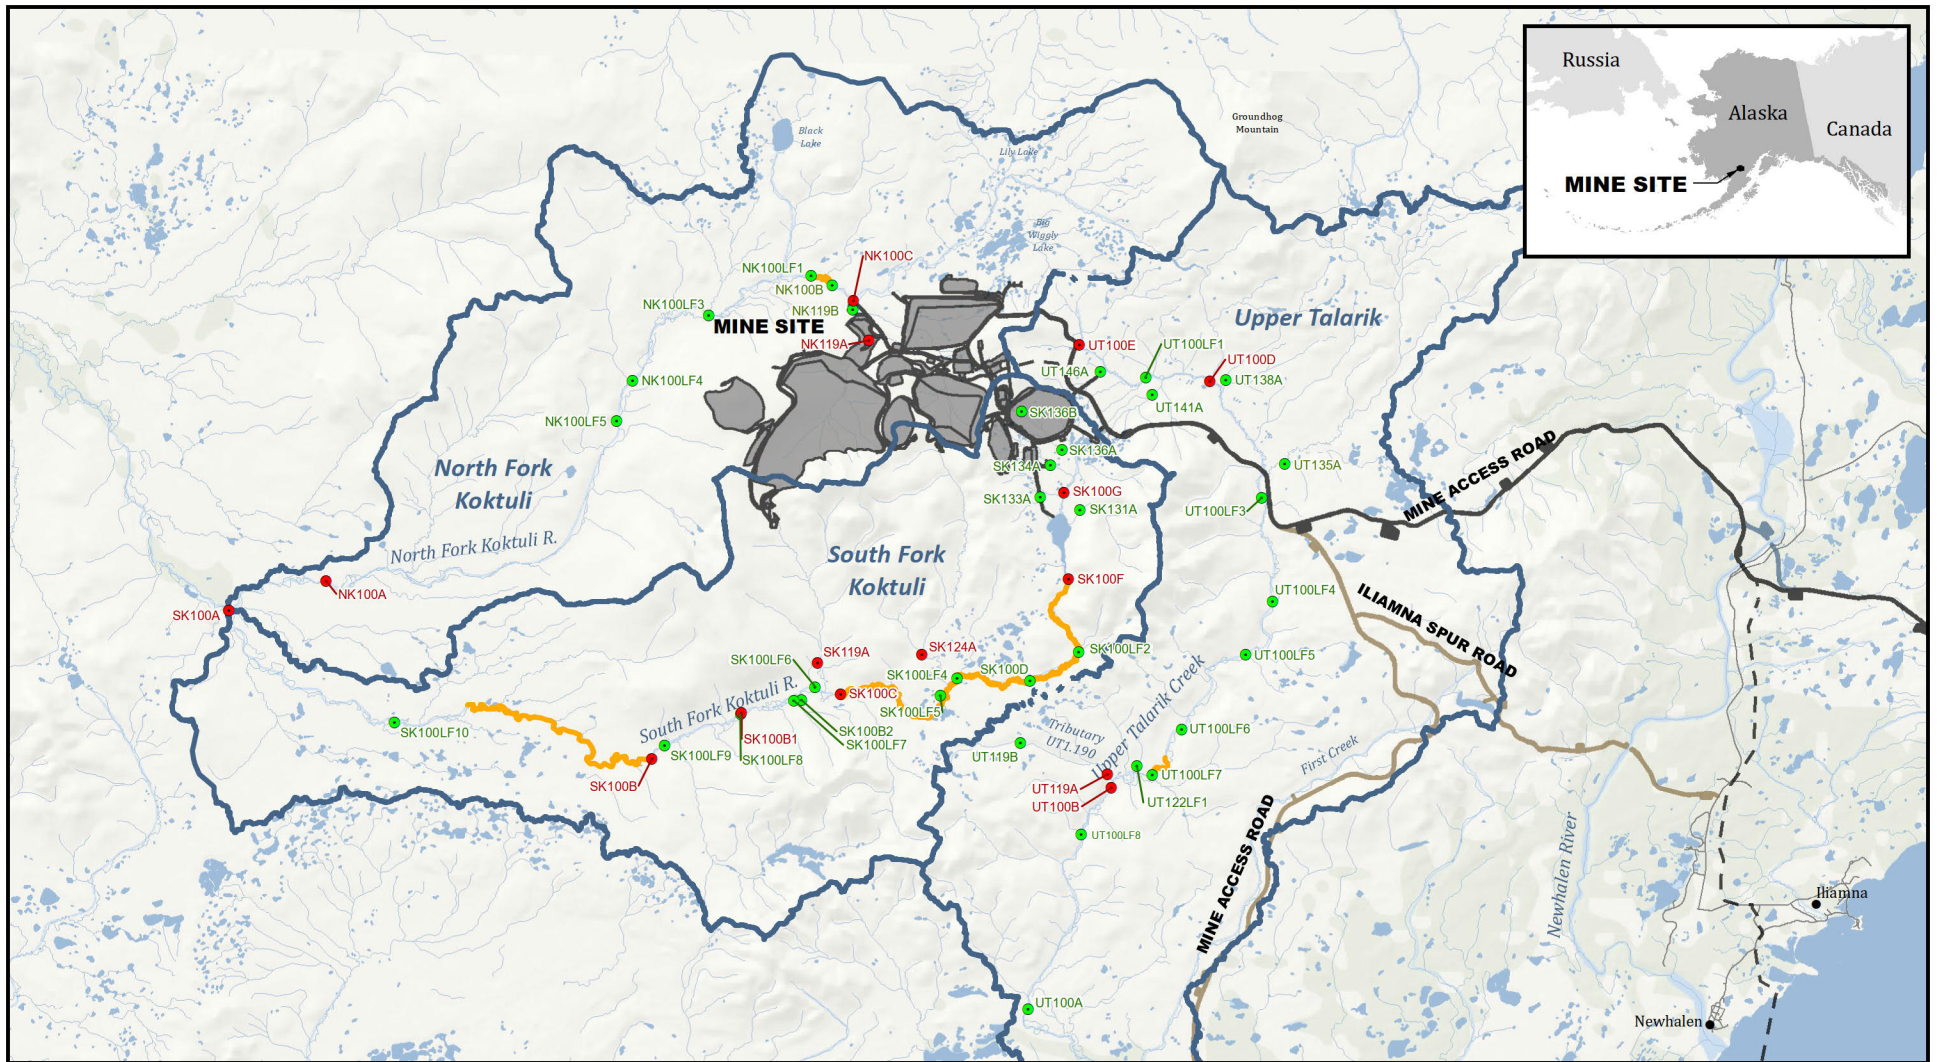 Russia
Alaska
Canada
MINE SITE
Groundhog
Mountain
Black
Lake
Lily Lake
Big
Wiggly
Lake
NK100C
NK100LF1
NK100B
NK119B
NK100LF3
MINE SITE
NK119A
Upper Talarik
UT100E
UT100LF1
UT100D
UT146A
UT138A
UT141A
NK100LF4
NK100LF5
SK136B
SK136A
SK134A
UT135A
North Fork
Koktuli
SK133A
SK100G
SK131A
UT100LF3
MINE ACCESS ROAD
North Fork Koktuli R.
South Fork
Koktuli
NK100A
SK100A
SK100F
UT100LF4
ILIAMNA SPUR ROAD
SK119A
SK124A
SK100LF6
SK100LF2
UT100LF5
SK100LF4
SK100D
SK100C
SK100LF5
South Fork Koktuli R.
SK100LF10
SK100B2
SK100LF7
SK100B1
SK100LF8
SK100LF9
SK100B
Tributary
UT1.190
Upper Talarik Creek
UT100LF6
First Creek
UT119B
UT119A
UT100B
UT100LF7
UT122LF1
UT100LF8
MINE ACCESS ROAD
Newhalen River
Iliamna
UT100A
Newhalen